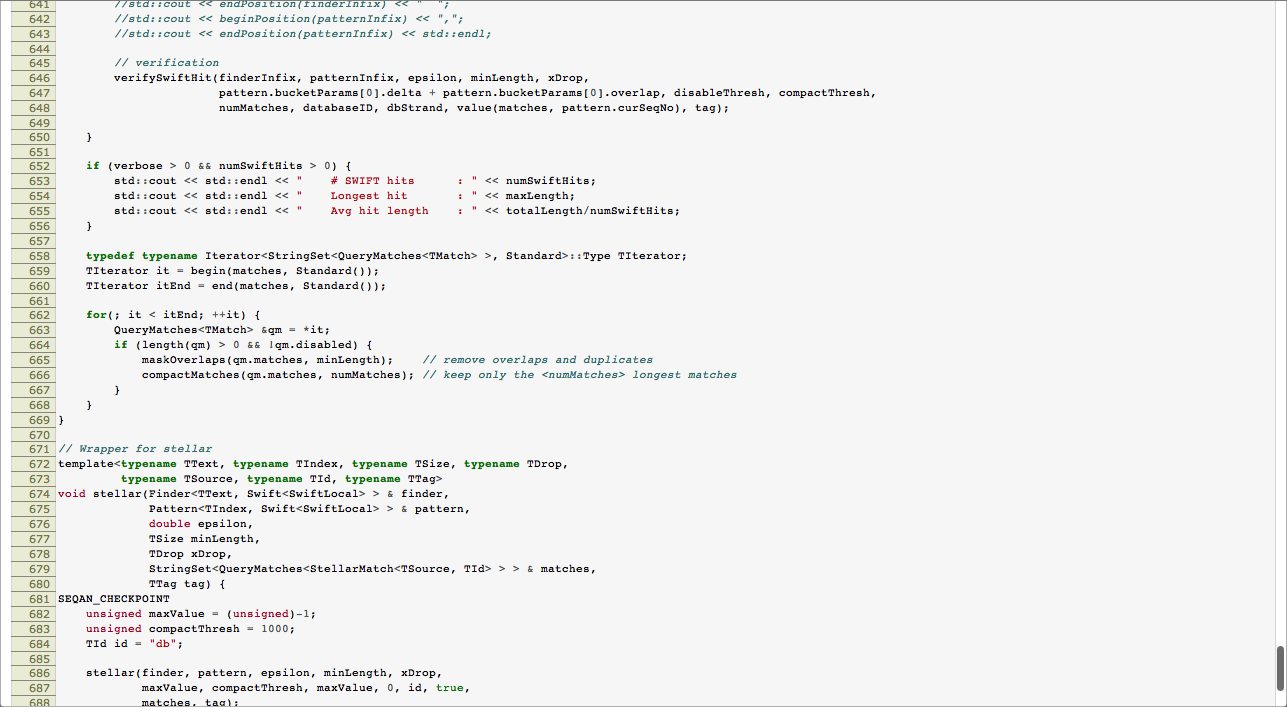 641         //std::cout << endPosition(finderInfix) << "  ";
642         //std::cout << beginPosition(patternInfix) << ",";
643         //std::cout << endPosition(patternInfix) << std::endl;
644
645         // verification
646         verifySwiftHit(finderInfix, patternInfix, epsilon, minLength, xDrop,
647                        pattern.bucketParams[0].delta + pattern.bucketParams[0].overlap, disableThresh, compactThresh,
648                        numMatches, databaseID, dbStrand, value(matches, pattern.curSeqNo), tag);
649
650     }
651
652     if (verbose > 0 && numSwiftHits > 0) {
653         std::cout << std::endl << "    # SWIFT hits      : " << numSwiftHits;
654         std::cout << std::endl << "    Longest hit       : " << maxLength;
655         std::cout << std::endl << "    Avg hit length    : " << totalLength/numSwiftHits;
656     }
657
658     typedef typename Iterator<StringSet<QueryMatches<TMatch> >, Standard>::Type TIterator;
659     TIterator it = begin(matches, Standard());
660     TIterator itEnd = end(matches, Standard());
661
662     for(; it < itEnd; ++it) {
663         QueryMatches<TMatch> &qm = *it;
664         if (length(qm) > 0 && !qm.disabled) {
665             maskOverlaps(qm.matches, minLength);    // remove overlaps and duplicates
666             compactMatches(qm.matches, numMatches); // keep only the <numMatches> longest matches
667         }
668     }
669 }
670
671 // Wrapper for stellar
672 template<typename TText, typename TIndex, typename TSize, typename TDrop,
673          typename TSource, typename TId, typename TTag>
674 void stellar(Finder<TText, Swift<SwiftLocal> > & finder,
675              Pattern<TIndex, Swift<SwiftLocal> > & pattern,
676              double epsilon,
677              TSize minLength,
678              TDrop xDrop,
679              StringSet<QueryMatches<StellarMatch<TSource, TId> > > & matches,
680              TTag tag) {
681 SEQAN_CHECKPOINT
682     unsigned maxValue = (unsigned)-1;
683     unsigned compactThresh = 1000;
684     TId id = "db";
685
686     stellar(finder, pattern, epsilon, minLength, xDrop,
687             maxValue, compactThresh, maxValue, 0, id, true,
688             matches, tag);